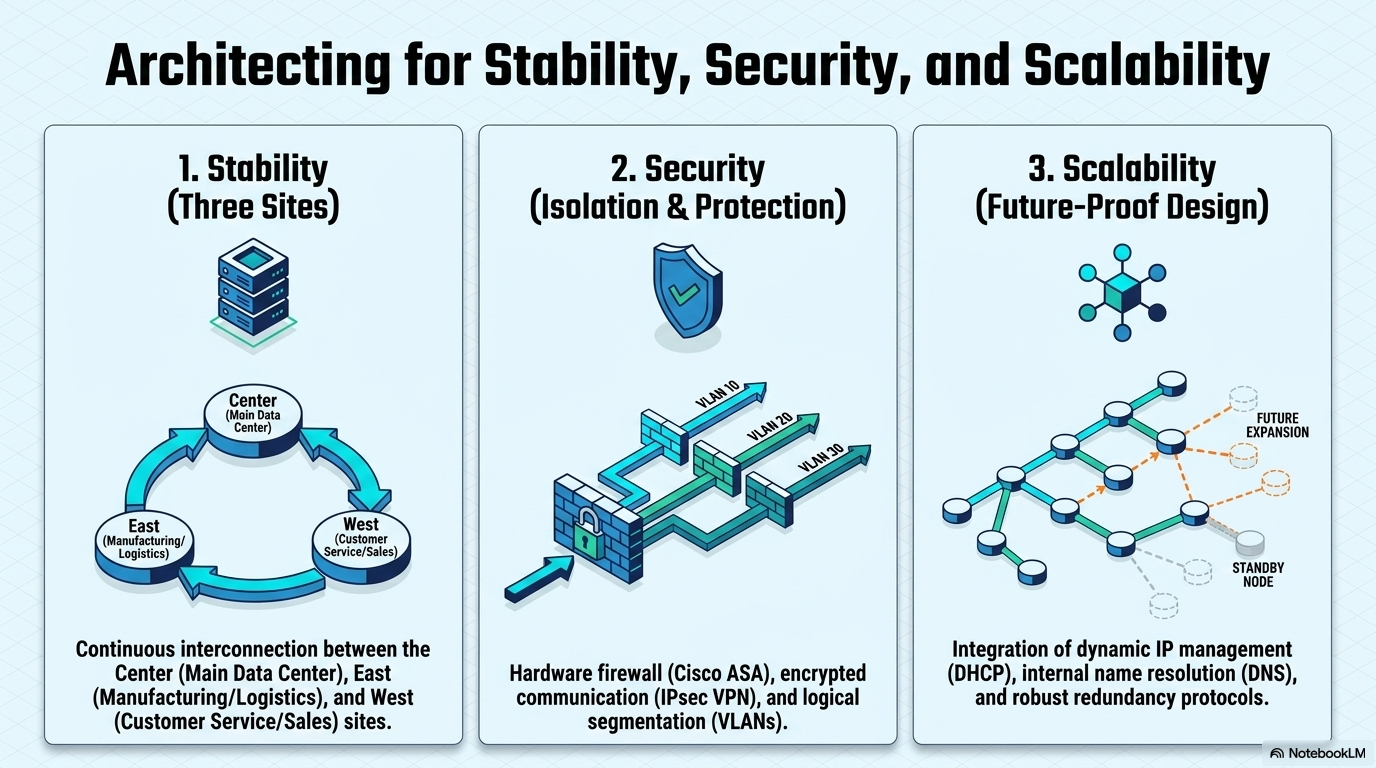 Architecting for Stability, Security, and Scalability
1. Stability
(Three Sites)
Center
(Main Data
Center)
East
(Manufacturing/
Logistics)
West
(Customer
Service/Sales)
Continuous interconnection between the
Center (Main Data Center), East
(Manufacturing/Logistics), and West
(Customer Service/Sales) sites.
2. Security
(Isolation & Protection)
VLAN 10
VLAN 20
VLAN 30
Hardware firewall (Cisco ASA), encrypted
communication (IPsec VPN), and logical
segmentation (VLANs).
3. Scalability
(Future-Proof Design)
FUTURE
EXPANSION
STANDBY
NODE
Integration of dynamic IP management
(DHCP), internal name resolution (DNS),
and robust redundancy protocols.
NotebookLM